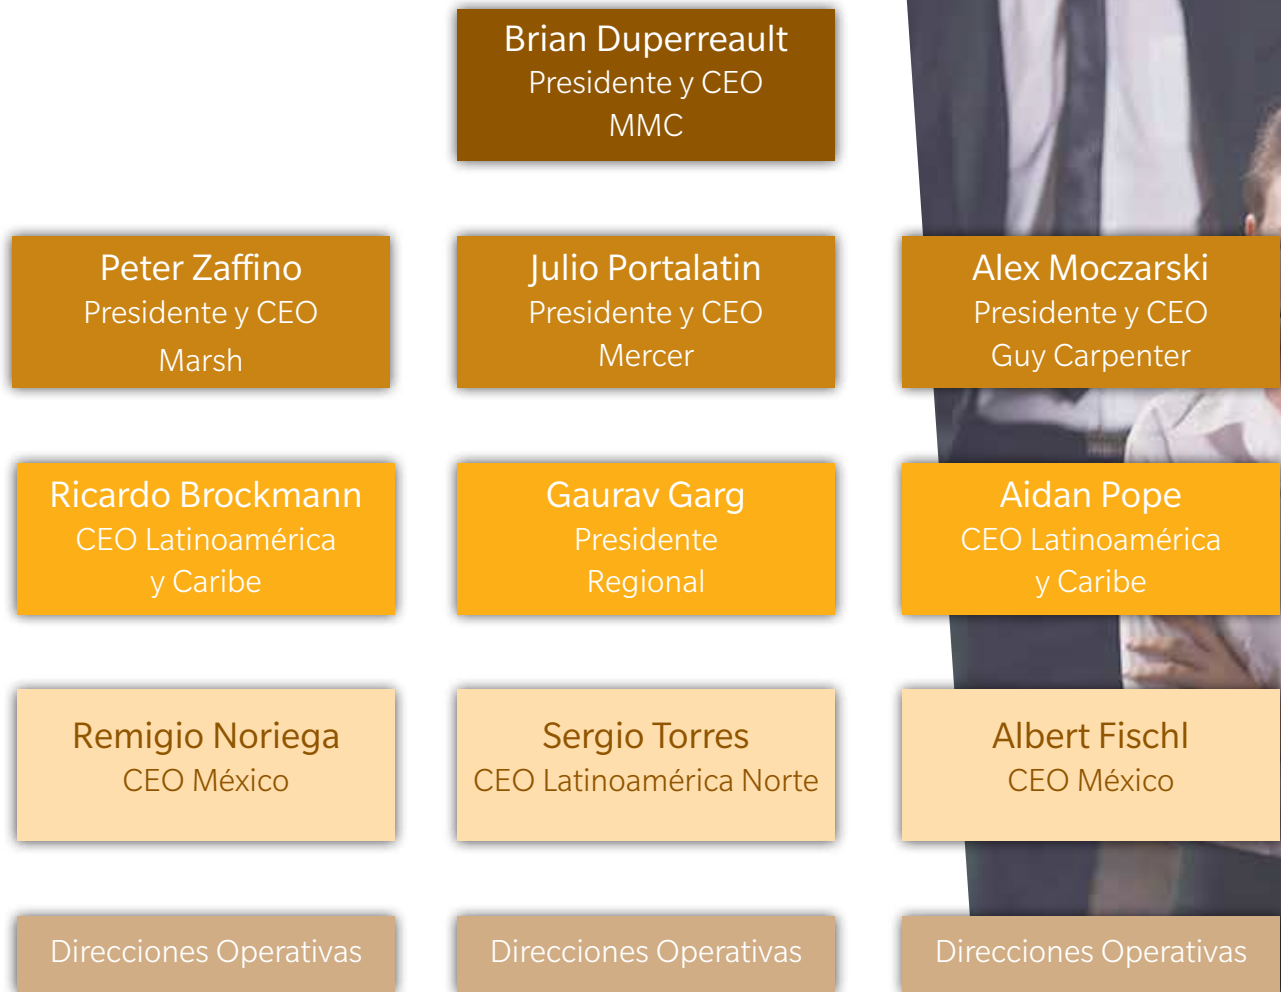 Brian Duperreault
Presidente y CEO
MMC
Peter Zaffino
Presidente y CEO
Marsh
Julio Portalatin
Presidente y CEO
Mercer
Alex Moczarski
Presidente y CEO
Guy Carpenter
Ricardo Brockmann
CEO Latinoamérica
y Caribe
Gaurav Garg
Presidente
Regional
Aidan Pope
CEO Latinoamérica
y Caribe
Remigio Noriega
CEO México
Sergio Torres
CEO Latinoamérica Norte
Albert Fischl
CEO México
Direcciones Operativas
Direcciones Operativas
Direcciones Operativas